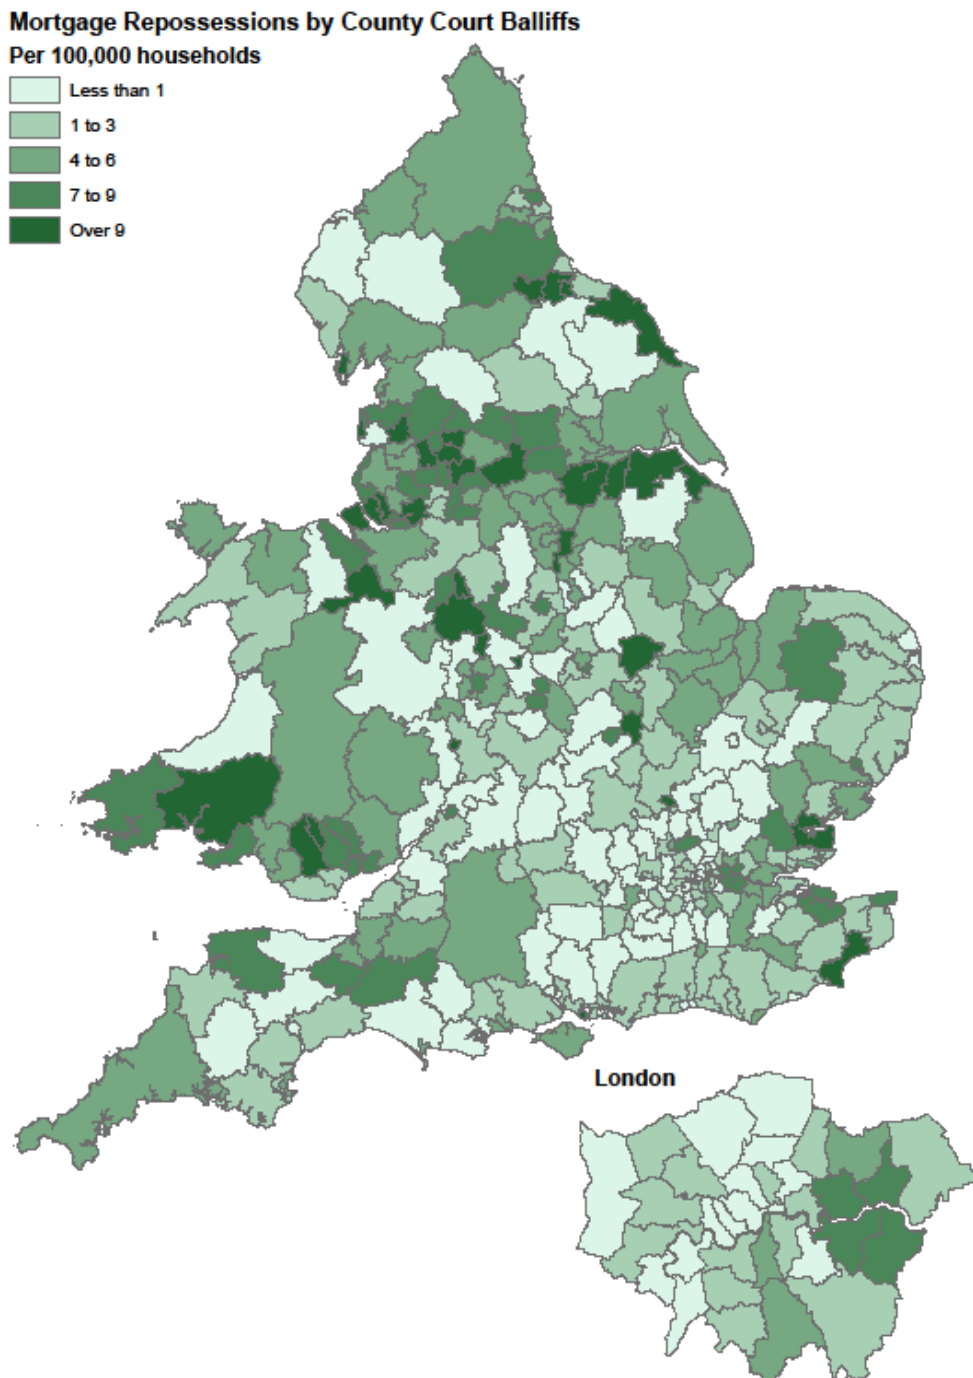 Mortgage Repossessions by County Court Balliffs
Per 100,000 households
Less than 1
1 to 3
4 to 6
7 to 9
Over 9
London